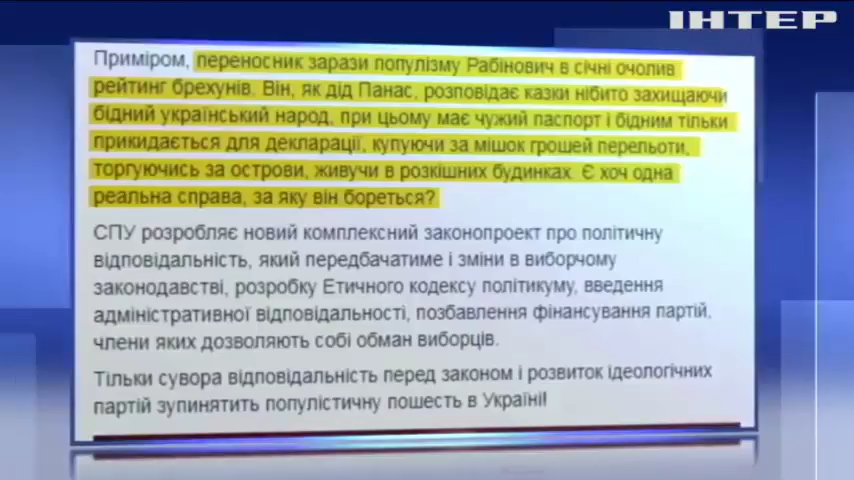 ІНТЕР
Приміром, переносник зарази популізму Рабінович в січні очолив
рейтинг брехунів. Він, як дід Панас, розповідає казки нібито захищаючи
бідний український народ, при цьому має чужий паспорт і бідним тільки
прикидається для декларації, купуючи за мішок грошей перельоти,
торгуючись за острови, живучи в розкішних будинках. Є хоч одна
реальна справа, за яку він бореться?
СПУ розробляє новий комплексний законопроект про політичну
відповідальність, який передбачатиме і зміни в виборчому
законодавстві, розробку Етичного кодексу політикуму, введення
адміністративної відповідальності, позбавлення фінансування партій,
члени яких дозволяють собі обман виборців.
Тільки сувора відповідальність перед законом і розвиток ідеологічних
партій зупинятить популістичну пошесть в Україні!